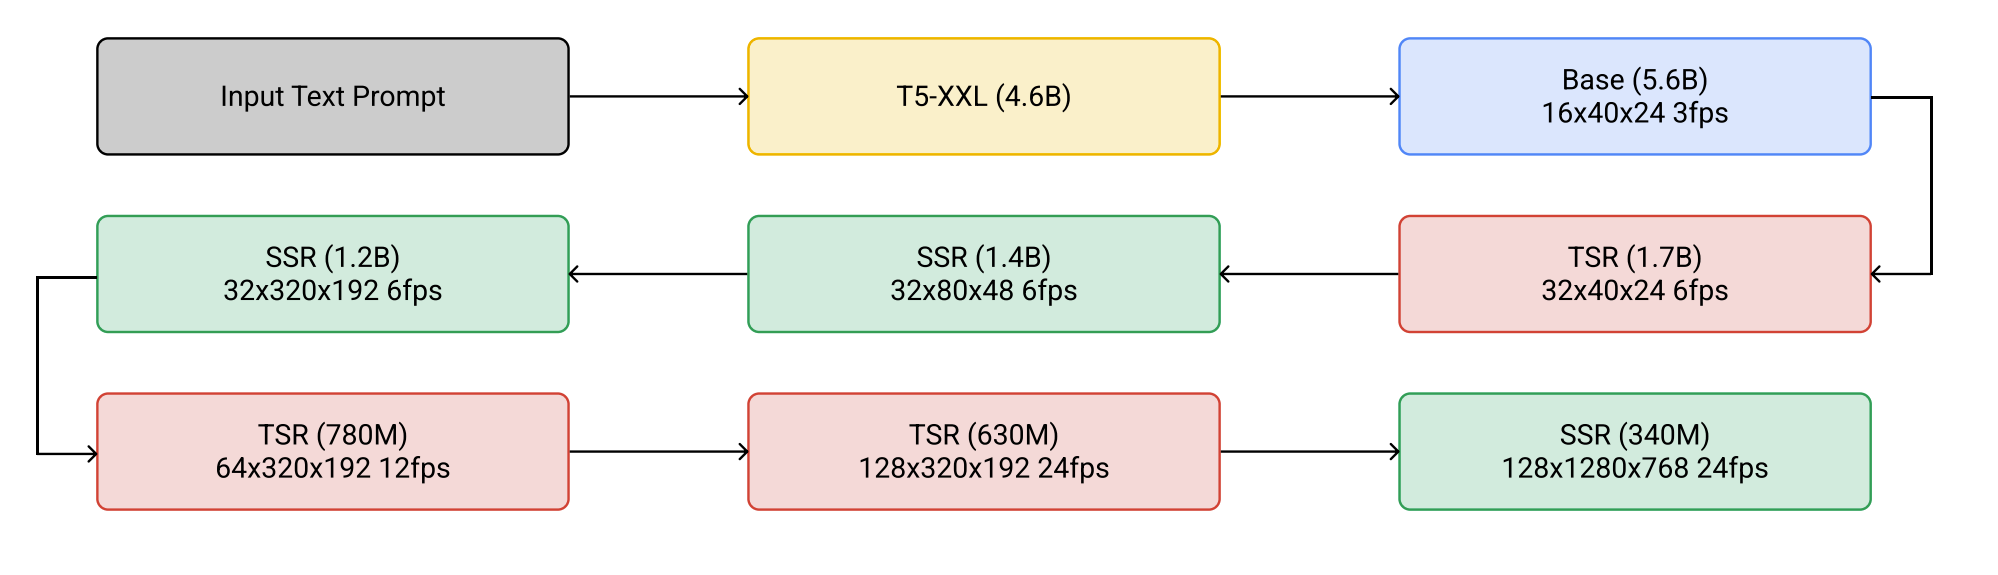 Input Text Prompt
T5-XXL (4.6B)
Base (5.6B)
16x40x24 3fps
SSR (1.2B)
32x320x192 6fps
SSR (1.4B)
32x80x48 6fps
TSR (1.7B)
32x40x24 6fps
TSR (780M)
64x320x192 12fps
TSR (630M)
128x320x192 24fps
SSR (340M)
128x1280x768 24fps